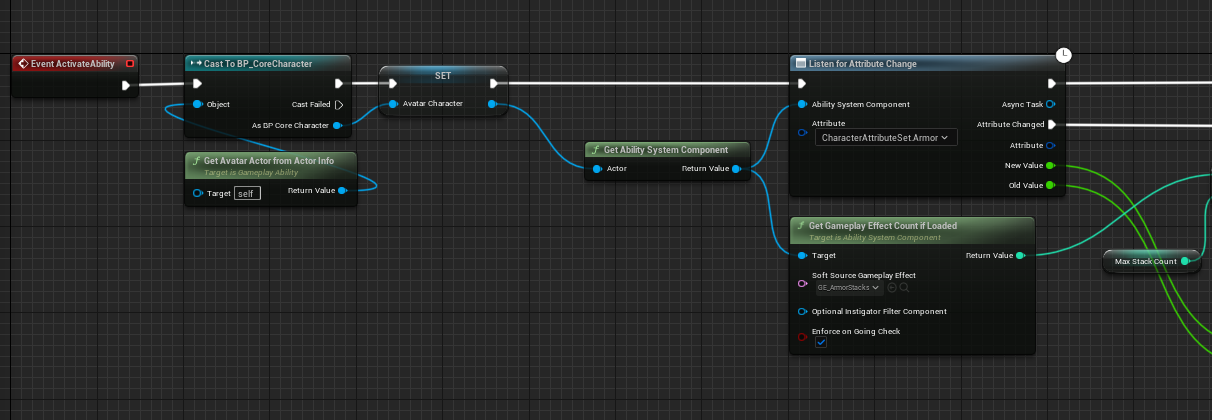 Event ActivateAbility
Cast To BP_CoreCharacter
Object
Cast Failed
As BP Core Character
Get Avatar Actor from Actor Info
Target is Gameplay Ability
Target
self
Return Value
SET
Avatar Character
Get Ability System Component
Actor
Return Value
Listen for Attribute Change
Ability System Component
Async Task
Attribute
CharacterAttributeSet.Armor
Attribute Changed
Attribute
New Value
Old Value
Get Gameplay Effect Count if Loaded
Target is Ability System Component
Target
Return Value
Soft Source Gameplay Effect
GE_ArmorStacks
Optional Instigator Filter Component
Enforce on Going Check
Max Stack Count